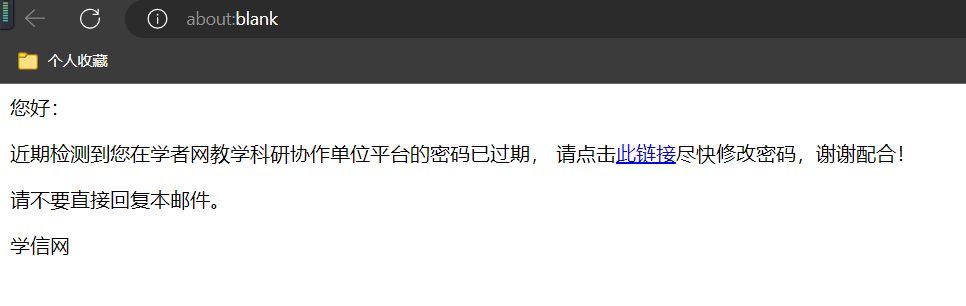 about:blank
个人收藏
您好：
近期检测到您在学者网教学科研协作单位平台的密码已过期， 请点击此链接尽快修改密码，谢谢配合！
请不要直接回复本邮件。
学信网